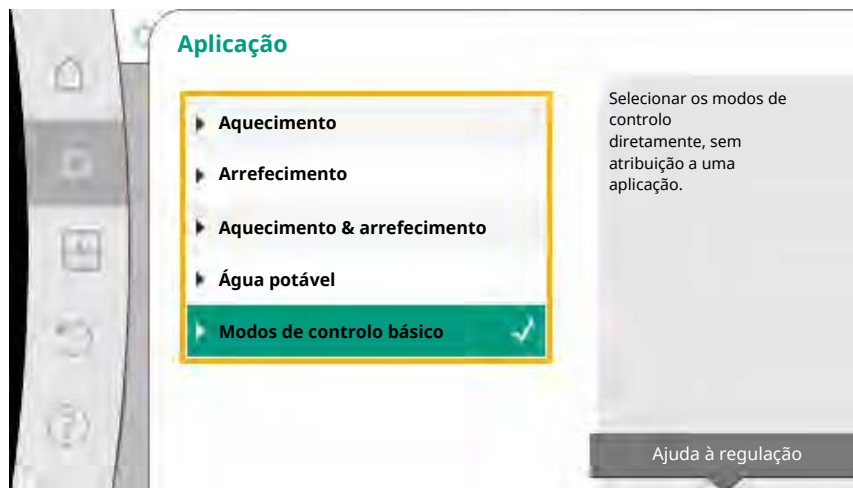 Aplicação
Aquecimento
Arrefecimento
Aquecimento & arrefecimento
Água potável
Modos de controlo básico
Selecionar os modos de
controlo
diretamente, sem
atribuição a uma
aplicação.
Ajuda à regulação